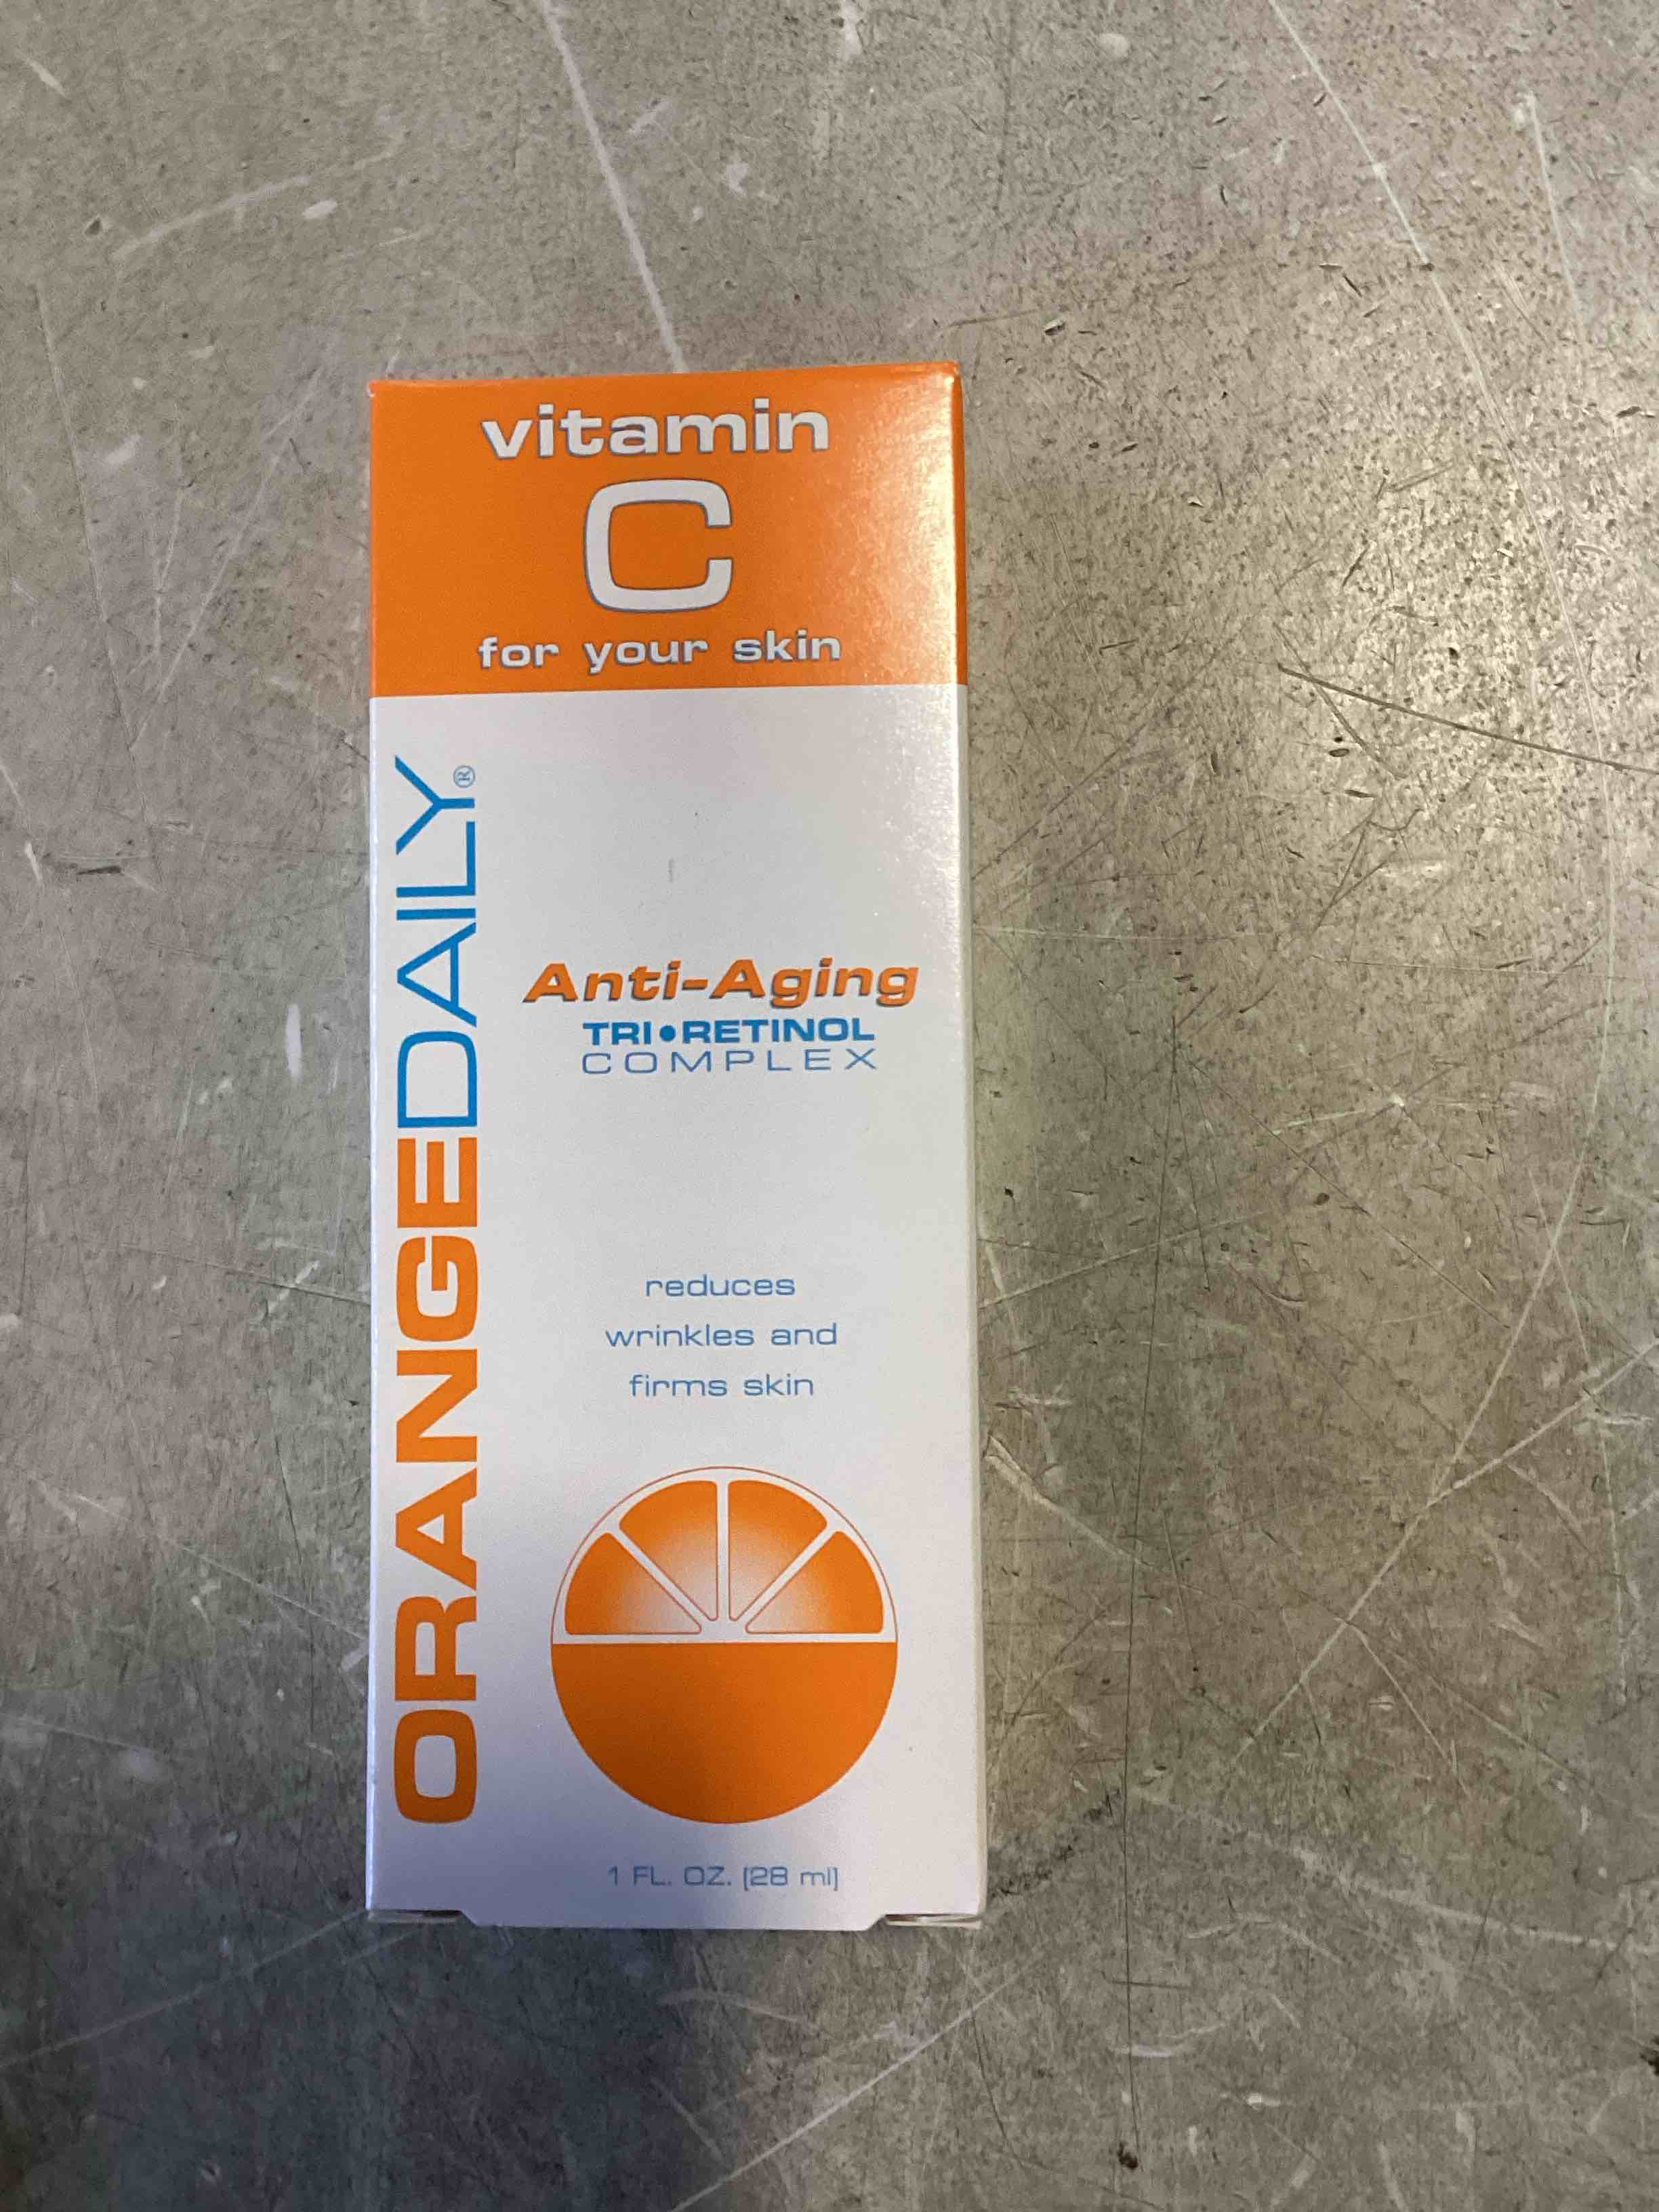 vitamin
C
for your skin
ORANGEDAILY®
Anti-Aging
TRI•RETINOL
COMPLEX
reduces
wrinkles and
firms skin
1 FL. OZ. [28 ml]